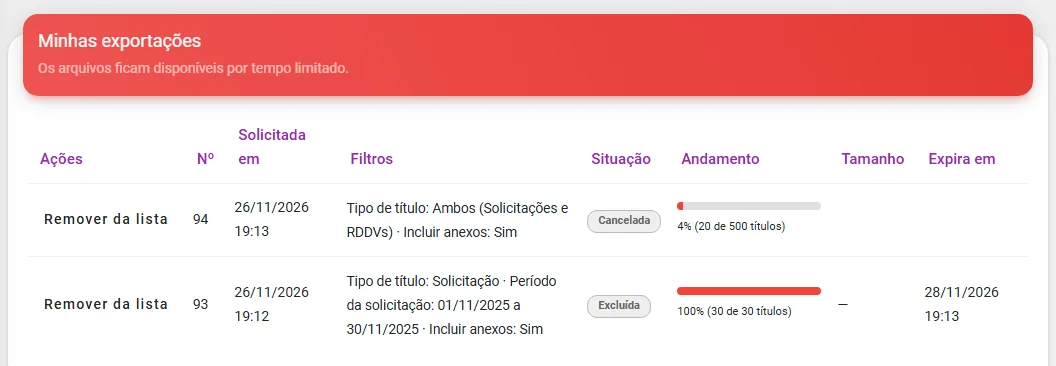 Minhas exportações
Os arquivos ficam disponíveis por tempo limitado.
Ações Nº Solicitada em Filtros Situação Andamento Tamanho Expira em
Remover da lista 94 26/11/2026 19:13 Tipo de título: Ambos (Solicitações e RDDVs) · Incluir anexos: Sim Cancelada 4% (20 de 500 títulos)
Remover da lista 93 26/11/2026 19:12 Tipo de título: Solicitação · Período da solicitação: 01/11/2025 a 30/11/2025 · Incluir anexos: Sim Excluída 100% (30 de 30 títulos) — 28/11/2026 19:13